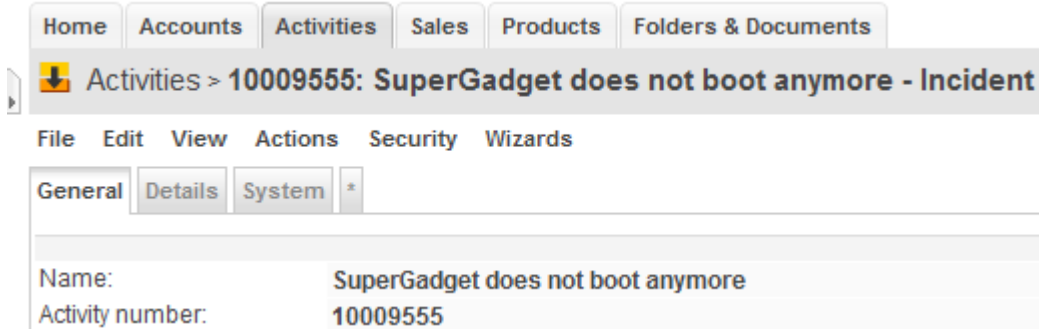 Home Accounts Activities Sales Products Folders & Documents
Activities > 10009555: SuperGadget does not boot anymore - Incident
File Edit View Actions Security Wizards
General Details System *
Name: SuperGadget does not boot anymore
Activity number: 10009555